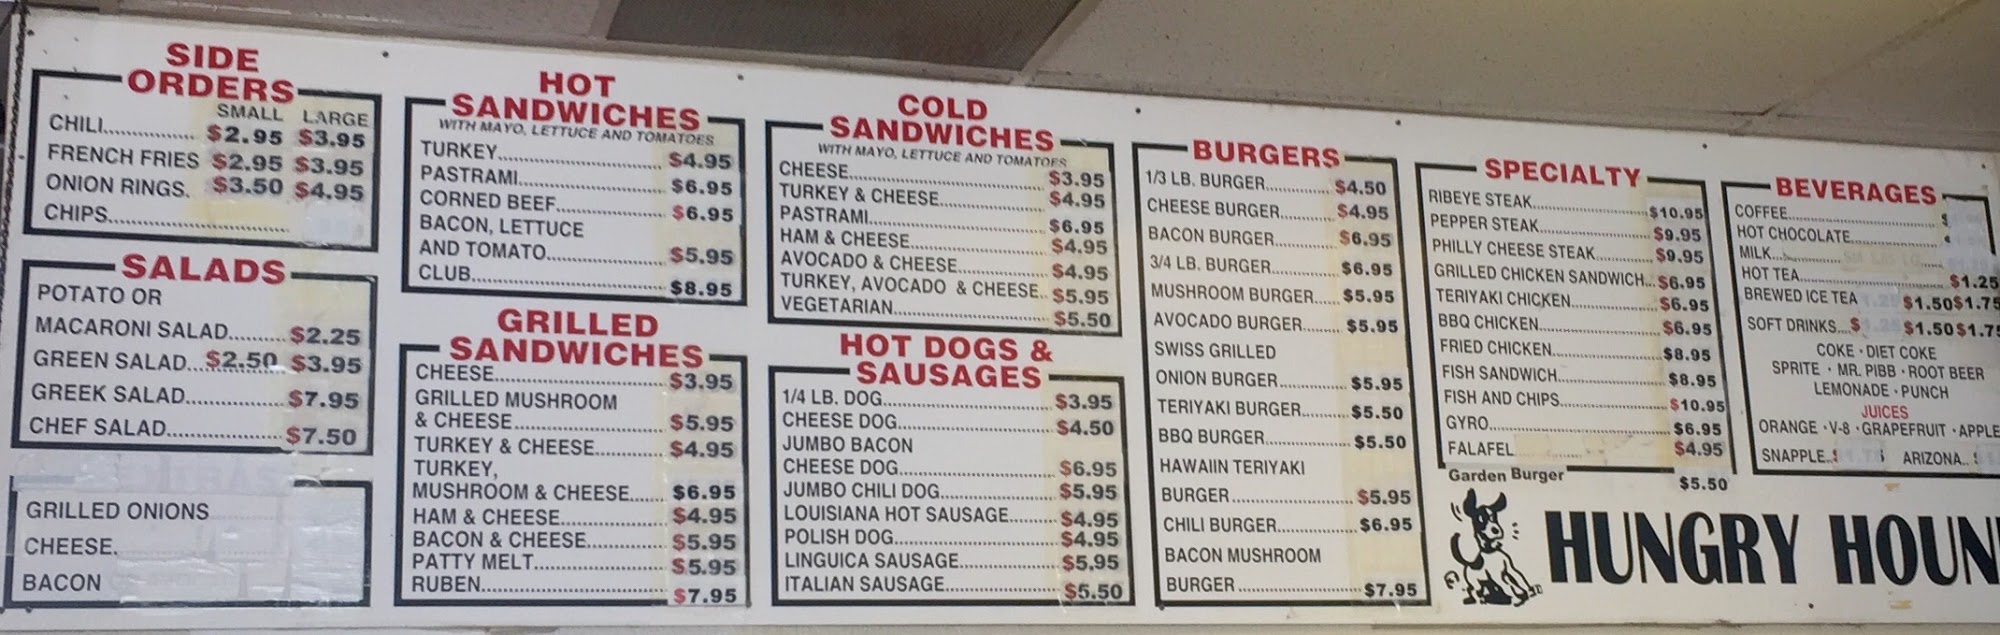 SIDE
ORDERS
SMALL LARGE
CHILI.................. $2.95 $3.95
FRENCH FRIES $2.95 $3.95
ONION RINGS. $3.50 $4.95
CHIPS..................
SALADS
POTATO OR
MACARONI SALAD.......... $2.25
GREEN SALAD...$2.50 $3.95
GREEK SALAD.................. $7.95
CHEF SALAD.................. $7.50
GRILLED ONIONS
CHEESE.
BACON
HOT
SANDWICHES
WITH MAYO, LETTUCE AND TOMATOES
TURKEY.................. $4.95
PASTRAMI.................. $6.95
CORNED BEEF.................. $6.95
BACON, LETTUCE
AND TOMATO.................. $5.95
CLUB.................. $8.95
GRILLED
SANDWICHES
CHEESE.................. $3.95
GRILLED MUSHROOM
& CHEESE.................. $5.95
TURKEY & CHEESE.......... $4.95
TURKEY,
MUSHROOM & CHEESE...... $6.95
HAM & CHEESE.................. $4.95
BACON & CHEESE............. $5.95
PATTY MELT.................. $5.95
RUBEN.................. $7.95
COLD
SANDWICHES
WITH MAYO, LETTUCE AND TOMATOES
CHEESE.................. $3.95
TURKEY & CHEESE.................. $4.95
PASTRAMI.................. $6.95
HAM & CHEESE.................. $4.95
AVOCADO & CHEESE.............. $4.95
TURKEY, AVOCADO & CHEESE.. $5.95
VEGETARIAN.................. $5.50
HOT DOGS &
SAUSAGES
1/4 LB. DOG.................. $3.95
CHEESE DOG.................. $4.50
JUMBO BACON
CHEESE DOG.................. $6.95
JUMBO CHILI DOG.................. $5.95
LOUISIANA HOT SAUSAGE........ $4.95
POLISH DOG.................. $4.95
LINGUICA SAUSAGE................ $5.95
ITALIAN SAUSAGE.................. $5.50
BURGERS
1/3 LB. BURGER............ $4.50
CHEESE BURGER.......... $4.95
BACON BURGER........... $6.95
3/4 LB. BURGER............ $6.95
MUSHROOM BURGER..... $5.95
AVOCADO BURGER........ $5.95
SWISS GRILLED
ONION BURGER............. $5.95
TERIYAKI BURGER.......... $5.50
BBQ BURGER................ $5.50
HAWAIIN TERIYAKI
BURGER.................. $5.95
CHILI BURGER.............. $6.95
BACON MUSHROOM
BURGER.................. $7.95
SPECIALTY
RIBEYE STEAK.................. $10.95
PEPPER STEAK.................. $9.95
PHILLY CHEESE STEAK........... $9.95
GRILLED CHICKEN SANDWICH... $6.95
TERIYAKI CHICKEN.................. $6.95
BBQ CHICKEN.................. $6.95
FRIED CHICKEN.................. $8.95
FISH SANDWICH.................. $8.95
FISH AND CHIPS.................. $10.95
GYRO.................. $6.95
FALAFEL $4.95
Garden Burger $5.50
BEVERAGES
COFFEE.................. $
HOT CHOCOLATE..................
MILK..................
HOT TEA.................. $1.25
BREWED ICE TEA $1.50 $1.75
SOFT DRINKS...$ $1.50 $1.75
COKE · DIET COKE
SPRITE · MR. PIBB · ROOT BEER
LEMONADE · PUNCH
JUICES
ORANGE · V-8 · GRAPEFRUIT · APPLE
SNAPPLE.. ARIZONA..
HUNGRY HOUN